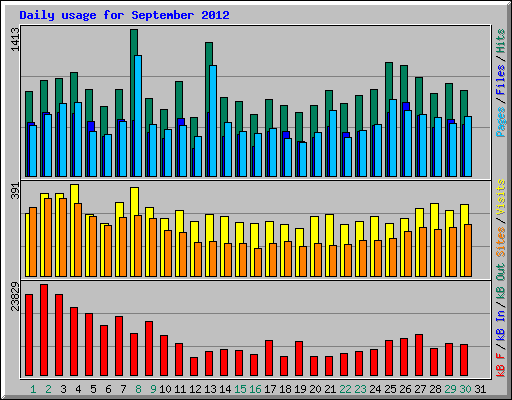 Daily usage for September 2012
1413
391
23829
Pages / Files / Hits
Sites / Visits
kB F / kB In / kB Out
1 2 3 4 5 6 7 8 9 10 11 12 13 14 15 16 17 18 19 20 21 22 23 24 25 26 27 28 29 30 31